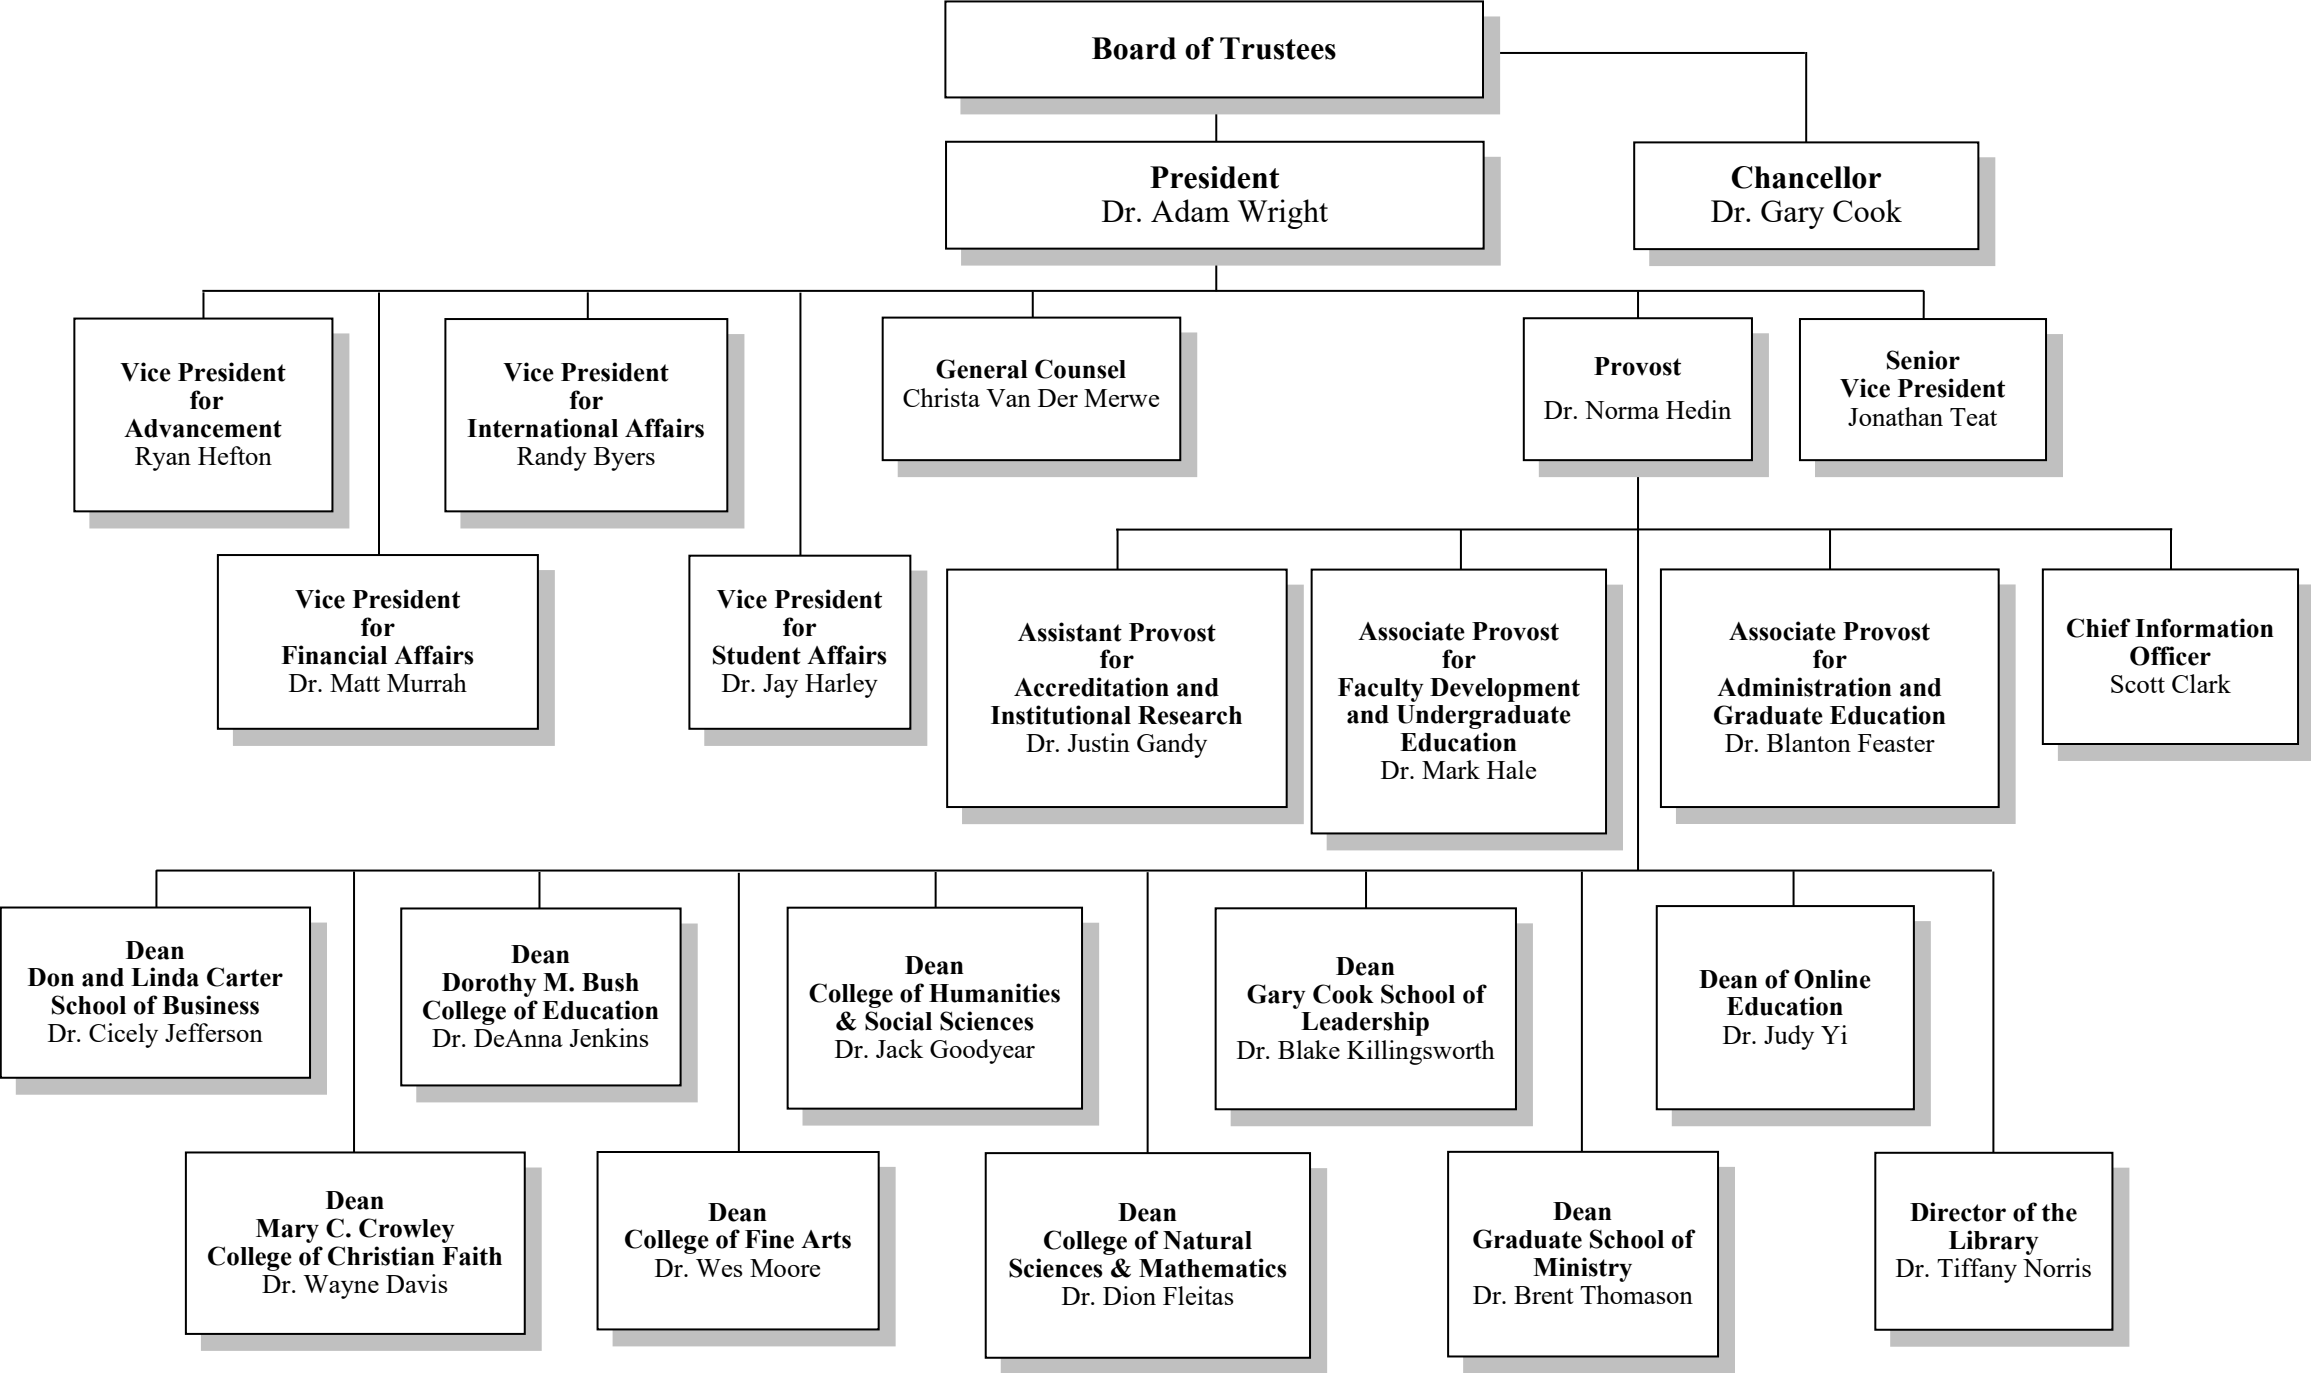 Board of Trustees
President
Dr. Adam Wright
Chancellor
Dr. Gary Cook
Vice President
for
Advancement
Ryan Hefton
Vice President
for
International Affairs
Randy Byers
General Counsel
Christa Van Der Merwe
Provost
Dr. Norma Hedin
Senior
Vice President
Jonathan Teat
Vice President
for
Financial Affairs
Dr. Matt Murrah
Vice President
for
Student Affairs
Dr. Jay Harley
Assistant Provost
for
Accreditation and
Institutional Research
Dr. Justin Gandy
Associate Provost
for
Faculty Development
and Undergraduate
Education
Dr. Mark Hale
Associate Provost
for
Administration and
Graduate Education
Dr. Blanton Feaster
Chief Information
Officer
Scott Clark
Dean
Don and Linda Carter
School of Business
Dr. Cicely Jefferson
Dean
Dorothy M. Bush
College of Education
Dr. DeAnna Jenkins
Dean
College of Humanities
& Social Sciences
Dr. Jack Goodyear
Dean
Gary Cook School of
Leadership
Dr. Blake Killingsworth
Dean of Online
Education
Dr. Judy Yi
Dean
Mary C. Crowley
College of Christian Faith
Dr. Wayne Davis
Dean
College of Fine Arts
Dr. Wes Moore
Dean
College of Natural
Sciences & Mathematics
Dr. Dion Fleitas
Dean
Graduate School of
Ministry
Dr. Brent Thomason
Director of the
Library
Dr. Tiffany Norris